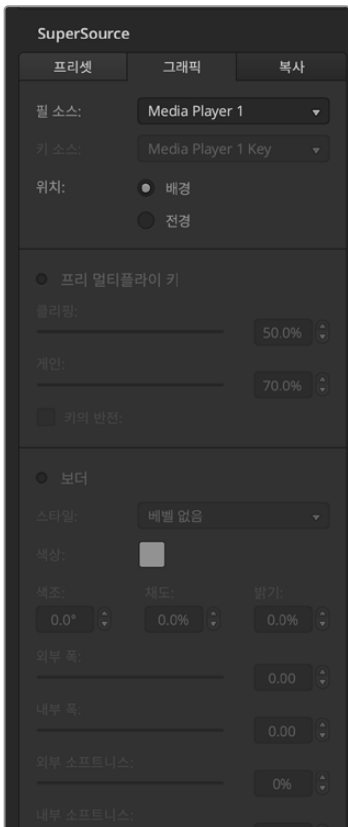 SuperSource
프리셋 그래픽 복사
필 소스: Media Player 1
키 소스: Media Player 1 Key
위치: 배경
전경
프리 멀티플라이 키
클리핑:
50.0%
게인:
70.0%
키의 반전:
보더
스타일: 베벨 없음
색상:
색조: 채도: 밝기:
0.0° 0.0% 0.0%
외부 폭:
0.00
내부 폭:
0.00
외부 소프트니스:
0%
내부 소프트니스: